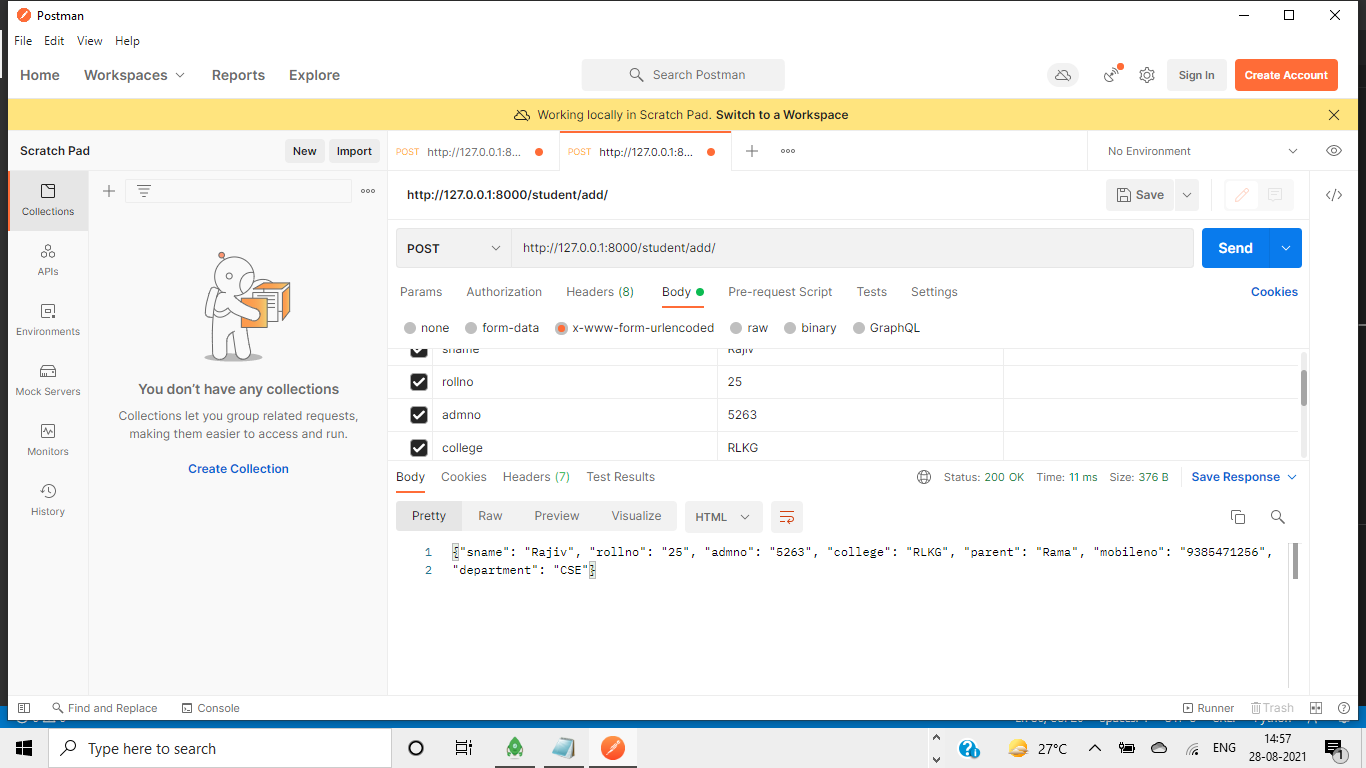 Postman
File Edit View Help
Home Workspaces Reports Explore Search Postman Sign In Create Account
Working locally in Scratch Pad. Switch to a Workspace
Scratch Pad New Import POST http://127.0.0.1:8... POST http://127.0.0.1:8... No Environment
http://127.0.0.1:8000/student/add/ Save
Collections
APIs
Environments
Mock Servers
Monitors
History
You don't have any collections
Collections let you group related requests,
making them easier to access and run.
Create Collection
POST http://127.0.0.1:8000/student/add/ Send
Params Authorization Headers (8) Body Pre-request Script Tests Settings Cookies
none form-data x-www-form-urlencoded raw binary GraphQL
sname Rajiv
rollno 25
admno 5263
college RLKG
Body Cookies Headers (7) Test Results Status: 200 OK Time: 11 ms Size: 376 B Save Response
Pretty Raw Preview Visualize HTML
1 {"sname": "Rajiv", "rollno": "25", "admno": "5263", "college": "RLKG", "parent": "Rama", "mobileno": "9385471256",
2 "department": "CSE"}
Find and Replace Console Runner Trash
Type here to search 27°C ENG 14:57
28-08-2021 1